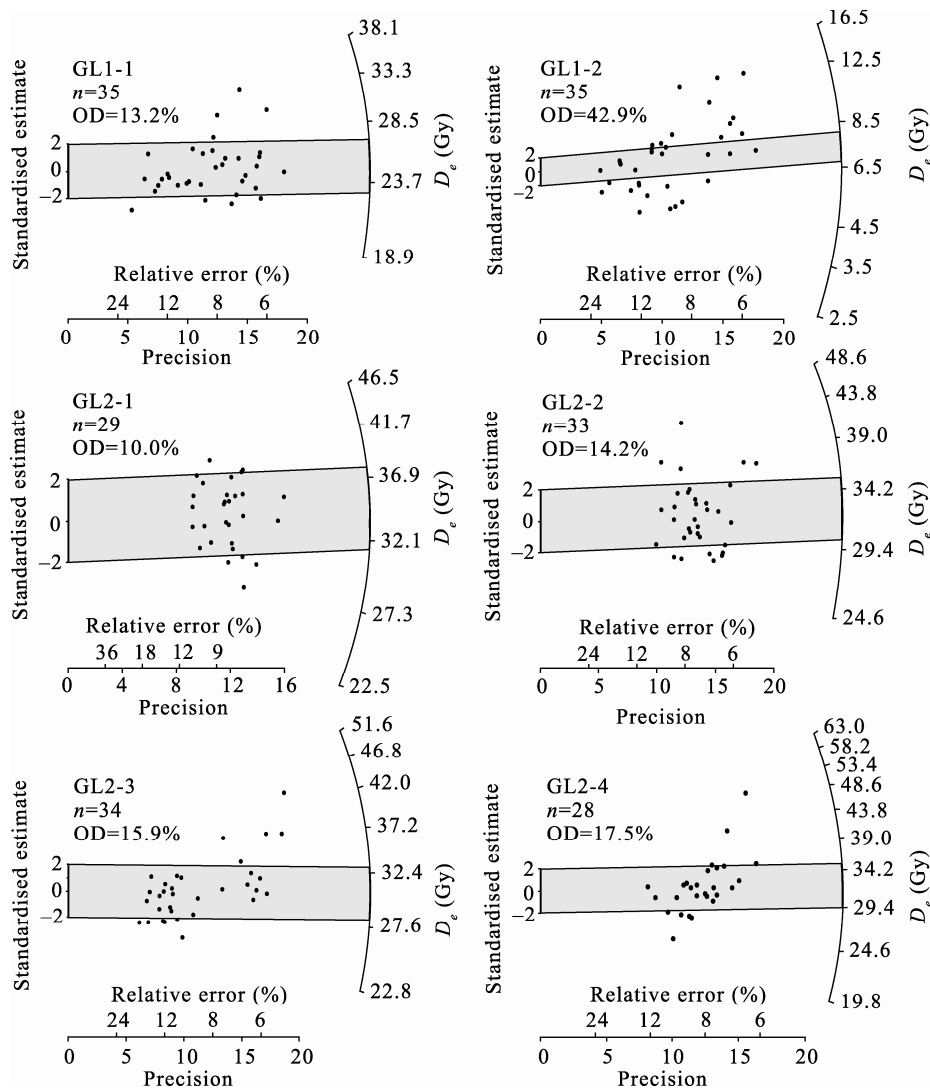 GL1-1
n=35
OD=13.2%
Standardised estimate
2
0
−2
38.1
33.3
28.5
23.7
18.9
De (Gy)
Relative error (%)
24 12 8 6
0 5 10 15 20
Precision
GL1-2
n=35
OD=42.9%
Standardised estimate
2
0
−2
16.5
12.5
8.5
6.5
4.5
3.5
2.5
De (Gy)
Relative error (%)
24 12 8 6
0 5 10 15 20
Precision
GL2-1
n=29
OD=10.0%
Standardised estimate
2
0
−2
46.5
41.7
36.9
32.1
27.3
22.5
De (Gy)
Relative error (%)
36 18 12 9
0 4 8 12 16
Precision
GL2-2
n=33
OD=14.2%
Standardised estimate
2
0
−2
48.6
43.8
39.0
34.2
29.4
24.6
De (Gy)
Relative error (%)
24 12 8 6
0 5 10 15 20
Precision
GL2-3
n=34
OD=15.9%
Standardised estimate
2
0
−2
51.6
46.8
42.0
37.2
32.4
27.6
22.8
De (Gy)
Relative error (%)
24 12 8 6
0 5 10 15 20
Precision
GL2-4
n=28
OD=17.5%
Standardised estimate
2
0
−2
63.0
58.2
53.4
48.6
43.8
39.0
34.2
29.4
24.6
19.8
De (Gy)
Relative error (%)
24 12 8 6
0 5 10 15 20
Precision